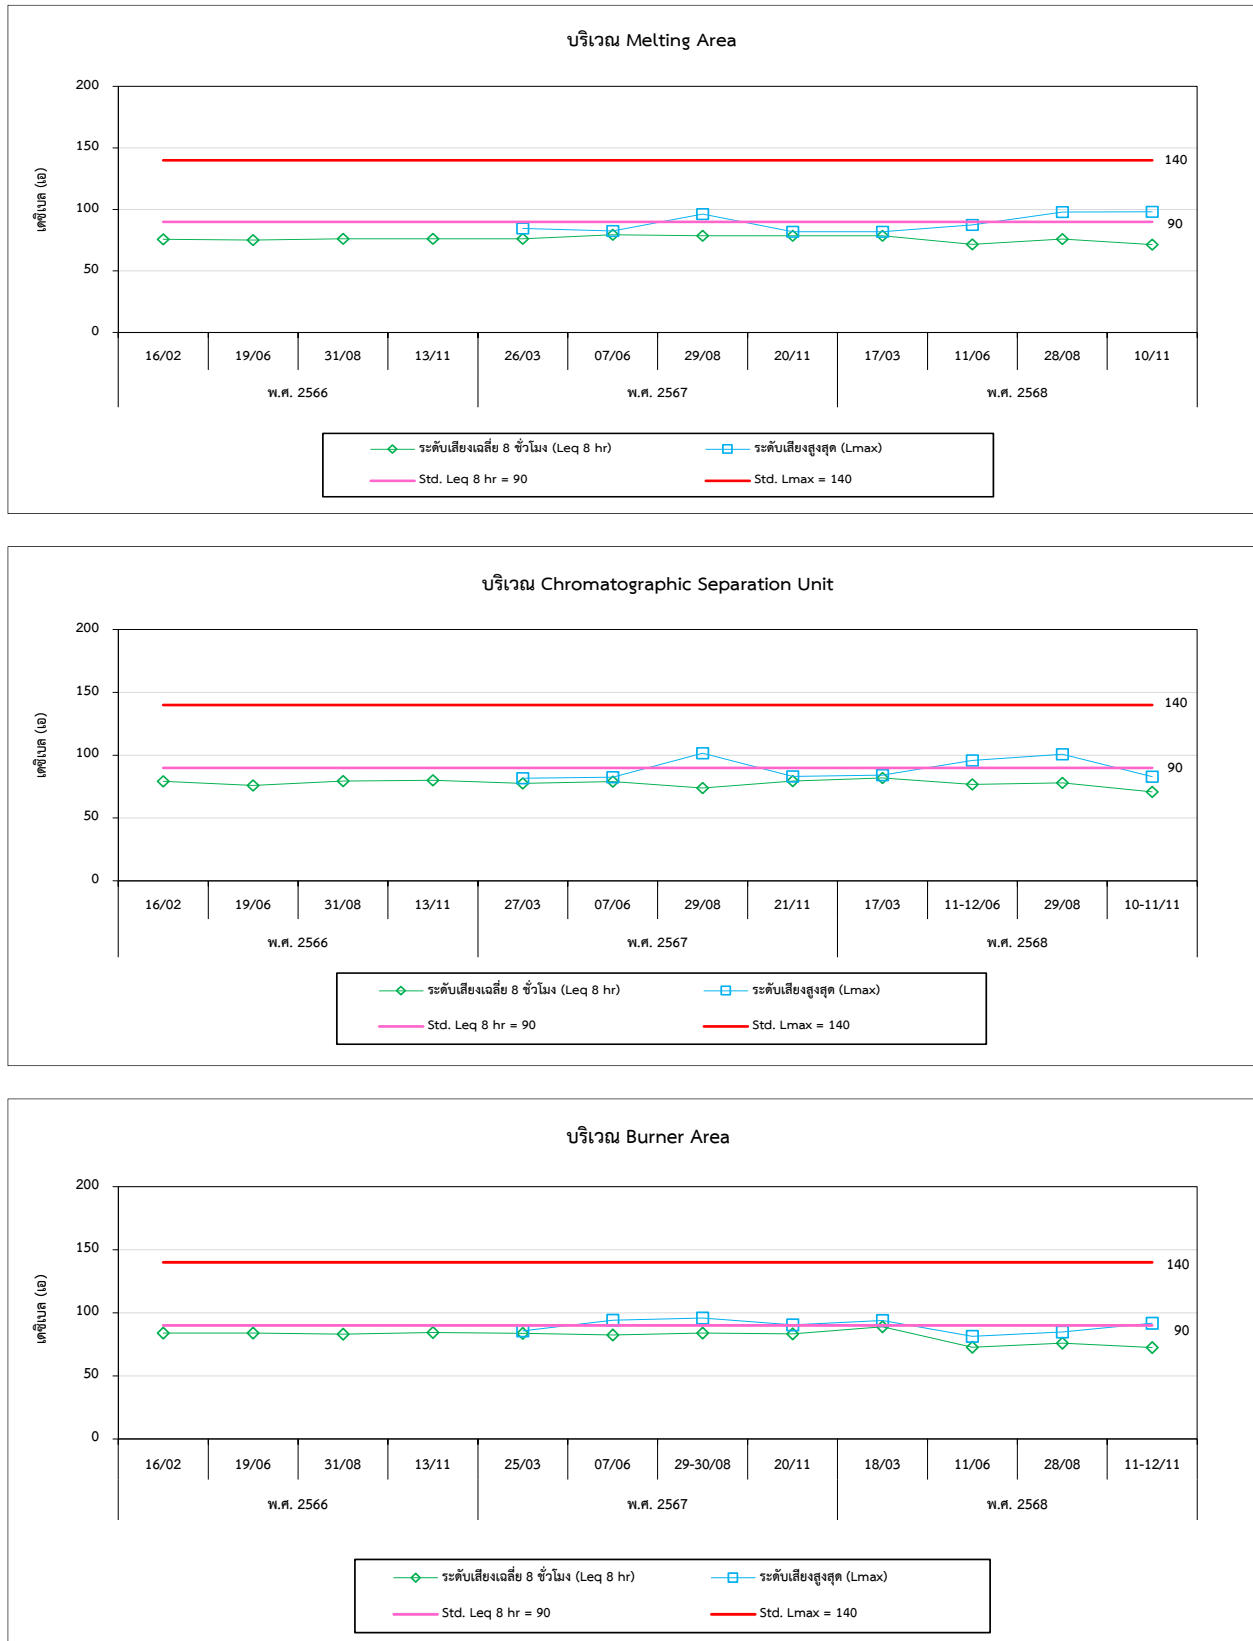 บริเวณ Melting Area
เดซิเบล (เอ)
200
150
100
50
0
140
90
16/02 19/06 31/08 13/11 26/03 07/06 29/08 20/11 17/03 11/06 28/08 10/11
พ.ศ. 2566 พ.ศ. 2567 พ.ศ. 2568
ระดับเสียงเฉลี่ย 8 ชั่วโมง (Leq 8 hr) ระดับเสียงสูงสุด (Lmax)
Std. Leq 8 hr = 90 Std. Lmax = 140
บริเวณ Chromatographic Separation Unit
เดซิเบล (เอ)
200
150
100
50
0
140
90
16/02 19/06 31/08 13/11 27/03 07/06 29/08 21/11 17/03 11-12/06 29/08 10-11/11
พ.ศ. 2566 พ.ศ. 2567 พ.ศ. 2568
ระดับเสียงเฉลี่ย 8 ชั่วโมง (Leq 8 hr) ระดับเสียงสูงสุด (Lmax)
Std. Leq 8 hr = 90 Std. Lmax = 140
บริเวณ Burner Area
เดซิเบล (เอ)
200
150
100
50
0
140
90
16/02 19/06 31/08 13/11 25/03 07/06 29-30/08 20/11 18/03 11/06 28/08 11-12/11
พ.ศ. 2566 พ.ศ. 2567 พ.ศ. 2568
ระดับเสียงเฉลี่ย 8 ชั่วโมง (Leq 8 hr) ระดับเสียงสูงสุด (Lmax)
Std. Leq 8 hr = 90 Std. Lmax = 140